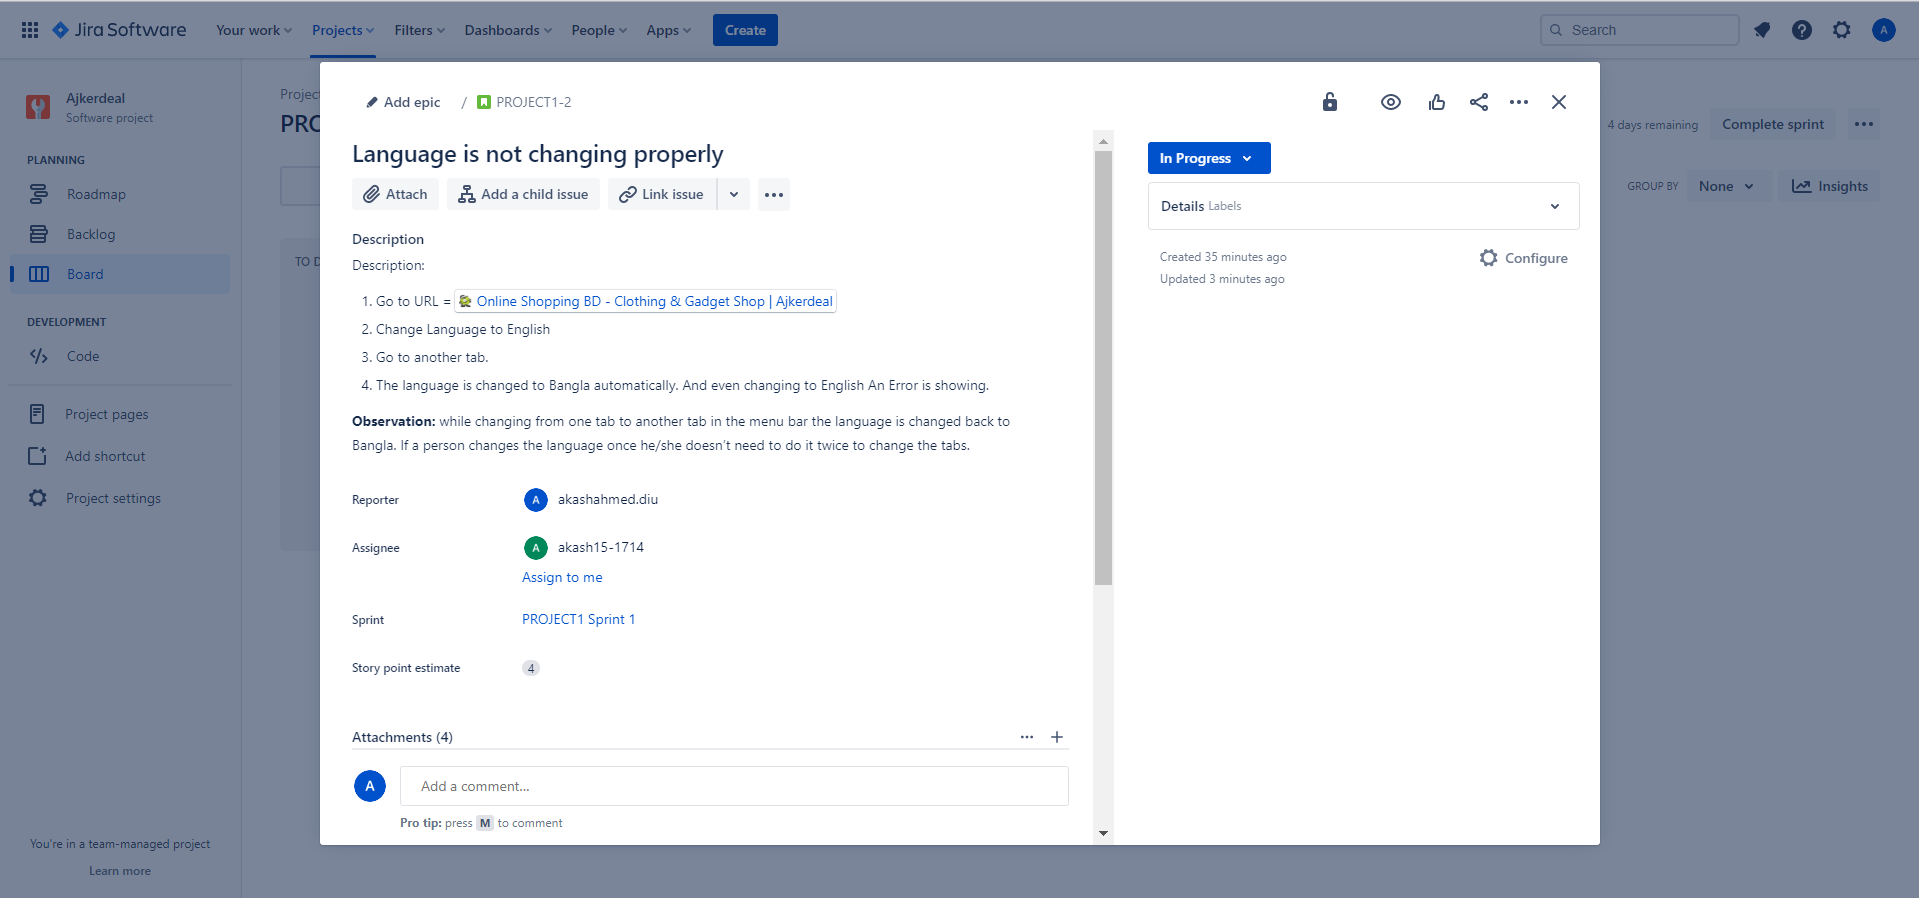 Jira Software
Your work
Projects
Filters
Dashboards
People
Apps
Create
Search
A
Ajkerdeal
Software project
PLANNING
Roadmap
Backlog
Board
DEVELOPMENT
Code
Project pages
Add shortcut
Project settings
You're in a team-managed project
Learn more
Projec
PRO
TO D
Add epic / PROJECT1-2
Language is not changing properly
Attach
Add a child issue
Link issue
Description
Description:
1. Go to URL = Online Shopping BD - Clothing & Gadget Shop | Ajkerdeal
2. Change Language to English
3. Go to another tab.
4. The language is changed to Bangla automatically. And even changing to English An Error is showing.
Observation: while changing from one tab to another tab in the menu bar the language is changed back to
Bangla. If a person changes the language once he/she doesn't need to do it twice to change the tabs.
Reporter
A akashahmed.diu
Assignee
A akash15-1714
Assign to me
Sprint
PROJECT1 Sprint 1
Story point estimate
4
Attachments (4)
A
Add a comment...
Pro tip: press M to comment
In Progress
Details Labels
Created 35 minutes ago
Updated 3 minutes ago
Configure
4 days remaining
Complete sprint
GROUP BY
None
Insights